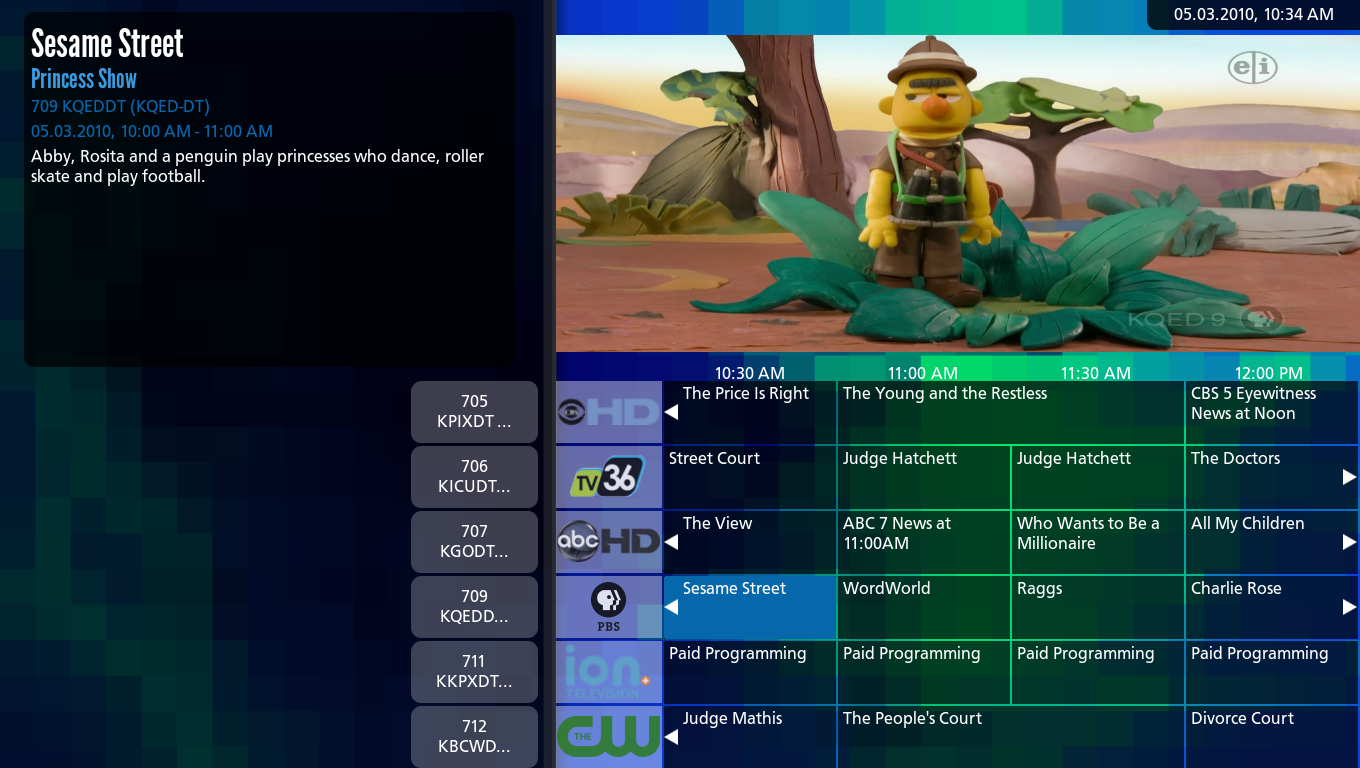 05.03.2010, 10:34 AM
Sesame Street
Princess Show
709 KQEDDT (KQED-DT)
05.03.2010, 10:00 AM - 11:00 AM
Abby, Rosita and a penguin play princesses who dance, roller
skate and play football.
e|i
KQED 9
10:30 AM 11:00 AM 11:30 AM 12:00 PM
705
KPIXDT ...
CBS HD
The Price Is Right
The Young and the Restless
CBS 5 Eyewitness
News at Noon
706
KICUDT...
TV 36
Street Court
Judge Hatchett
Judge Hatchett
The Doctors
707
KGODT...
abc HD
The View
ABC 7 News at
11:00AM
Who Wants to Be a
Millionaire
All My Children
709
KQEDD...
PBS
Sesame Street
WordWorld
Raggs
Charlie Rose
711
KKPXDT...
ion
TELEVISION
Paid Programming
Paid Programming
Paid Programming
Paid Programming
712
KBCWD...
THE CW
Judge Mathis
The People's Court
Divorce Court